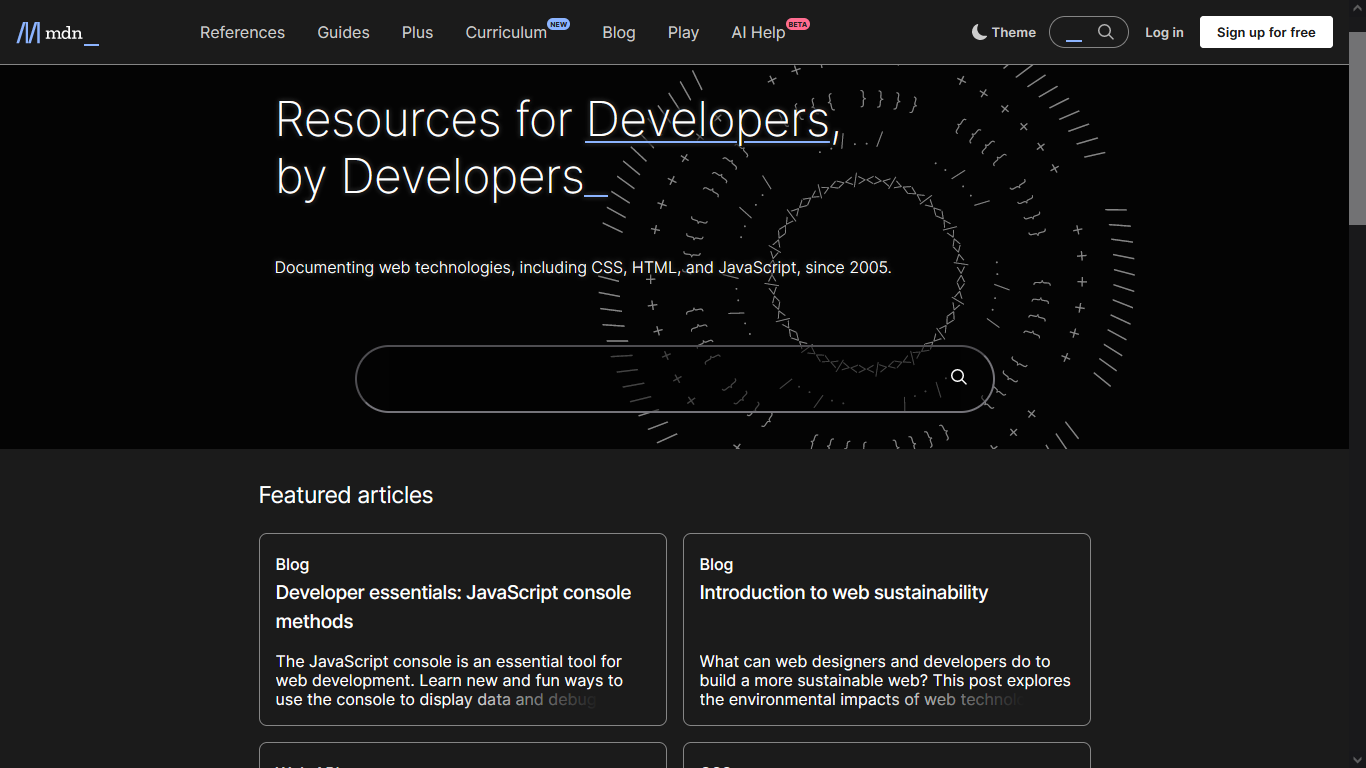 mdn_
References Guides Plus Curriculum NEW Blog Play AI Help BETA Theme Log in Sign up for free
Resources for Developers,
by Developers_
Documenting web technologies, including CSS, HTML, and JavaScript, since 2005.
Featured articles
Blog
Developer essentials: JavaScript console
methods
The JavaScript console is an essential tool for
web development. Learn new and fun ways to
use the console to display data and debug
Blog
Introduction to web sustainability
What can web designers and developers do to
build a more sustainable web? This post explores
the environmental impacts of web technol